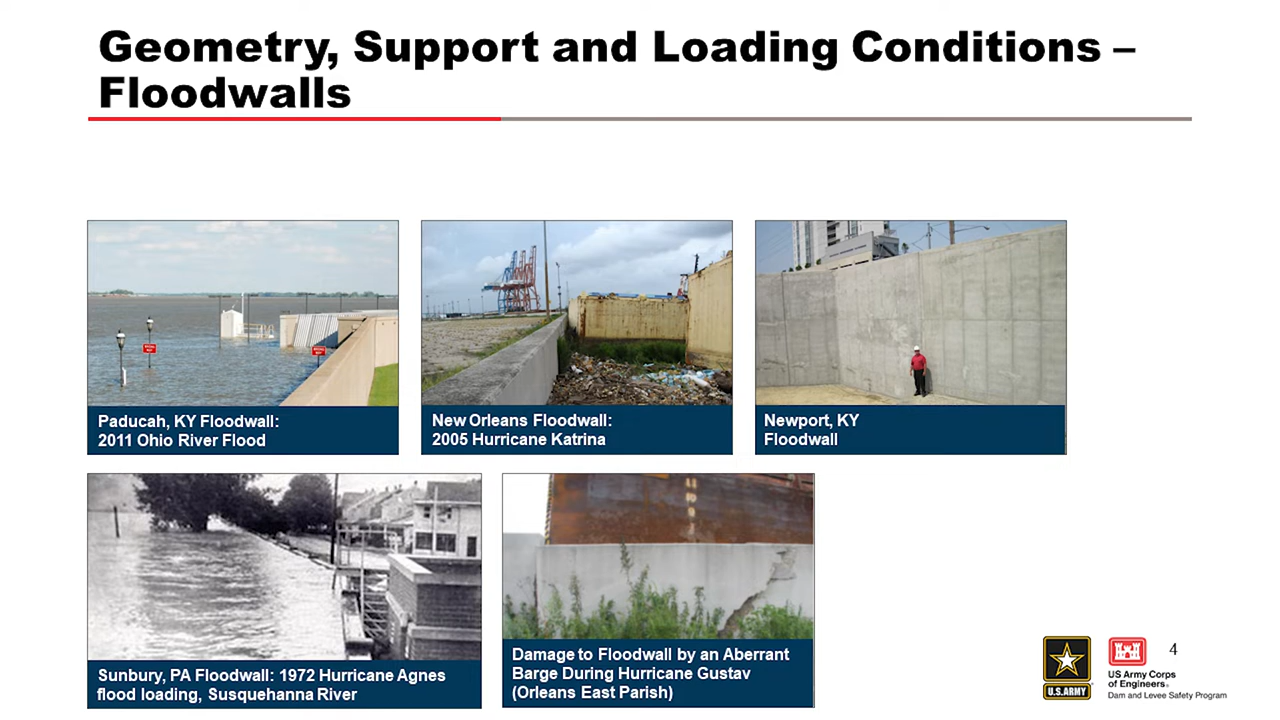 Geometry, Support and Loading Conditions –
Floodwalls
Paducah, KY Floodwall:
2011 Ohio River Flood
New Orleans Floodwall:
2005 Hurricane Katrina
Newport, KY
Floodwall
Sunbury, PA Floodwall: 1972 Hurricane Agnes
flood loading, Susquehanna River
11
10
9
Damage to Floodwall by an Aberrant
Barge During Hurricane Gustav
(Orleans East Parish)
U.S.ARMY
US Army Corps
of Engineers®
Dam and Levee Safety Program
4